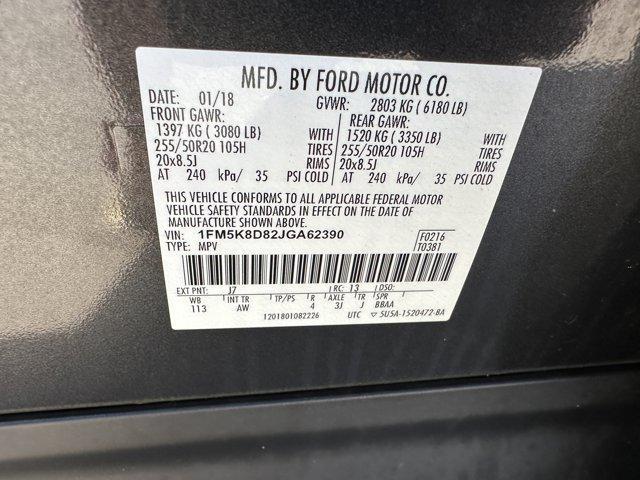 MFD. BY FORD MOTOR CO.
DATE: 01/18 GVWR: 2803 KG ( 6180 LB)
FRONT GAWR: REAR GAWR:
1397 KG ( 3080 LB) WITH 1520 KG ( 3350 LB) WITH
255/50R20 105H TIRES 255/50R20 105H TIRES
20x8.5J RIMS 20x8.5J RIMS
AT 240 kPa/ 35 PSI COLD AT 240 kPa/ 35 PSI COLD
THIS VEHICLE CONFORMS TO ALL APPLICABLE FEDERAL MOTOR
VEHICLE SAFETY STANDARDS IN EFFECT ON THE DATE OF
MANUFACTURE SHOWN ABOVE.
VIN: 1FM5K8D82JGA62390 F0216
TYPE: MPV T0381
EXT PNT: J7 RC: 13 DSO:
WB INT TR TP/PS R AXLE TR SPR
113 AW 4 3J J BBAA
1201801082226 UTC ▽ 5U5A-1520472-BA